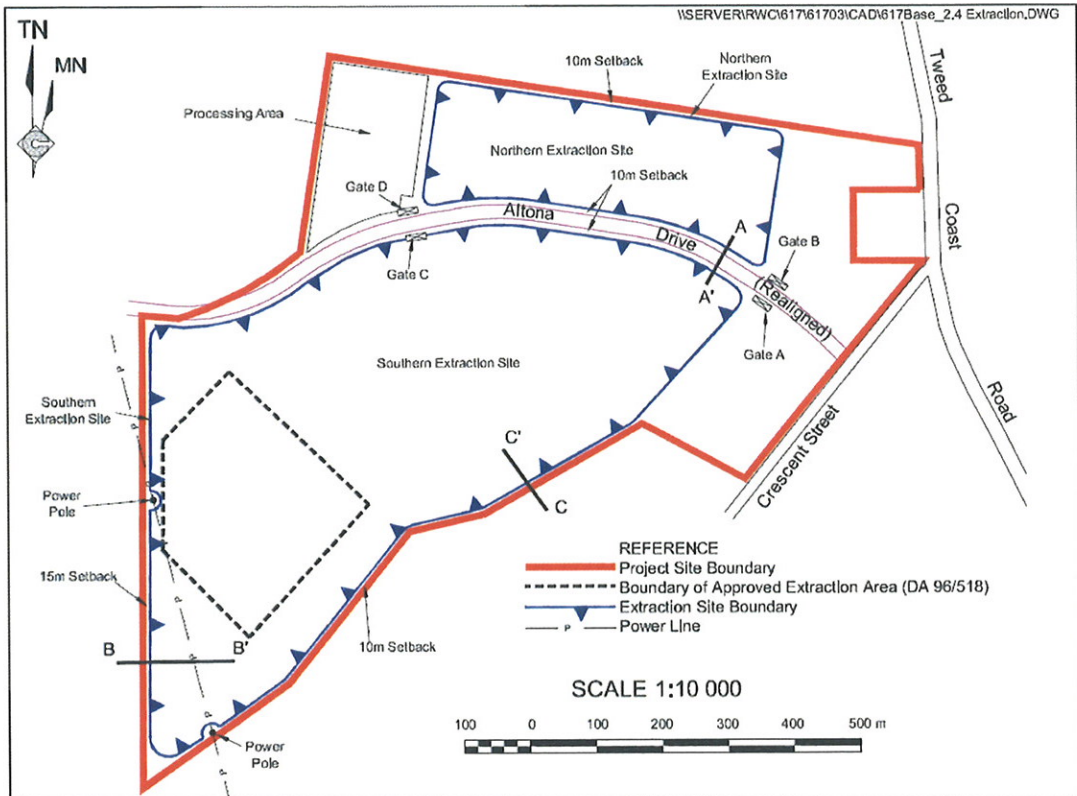 \\SERVER\RWC\617\61703\CAD\617Base_2.4 Extraction.DWG
TN
MN
C
10m Setback
Northern
Extraction Site
Tweed
Coast
Road
Processing Area
Northern Extraction Site
10m Setback
Gate D
Altona
Drive
(Realigned)
Gate C
A
A'
Gate B
Gate A
Southern Extraction Site
Southern
Extraction Site
P
P
Power
Pole
C'
C
Crescent Street
15m Setback
10m Setback
B
B'
P
P
Power
Pole
REFERENCE
Project Site Boundary
Boundary of Approved Extraction Area (DA 96/518)
Extraction Site Boundary
P
Power Line
SCALE 1:10 000
100 0 100 200 300 400 500 m